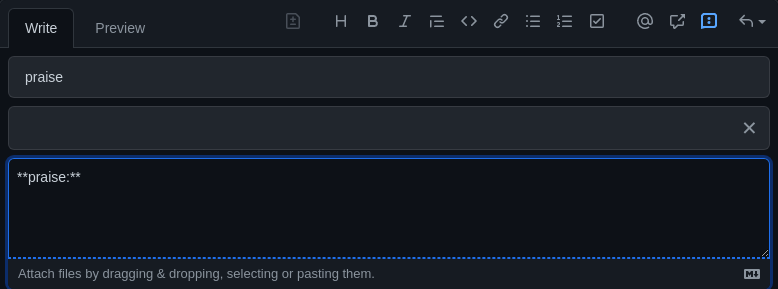 Write
Preview
praise
**praise:**
Attach files by dragging & dropping, selecting or pasting them.